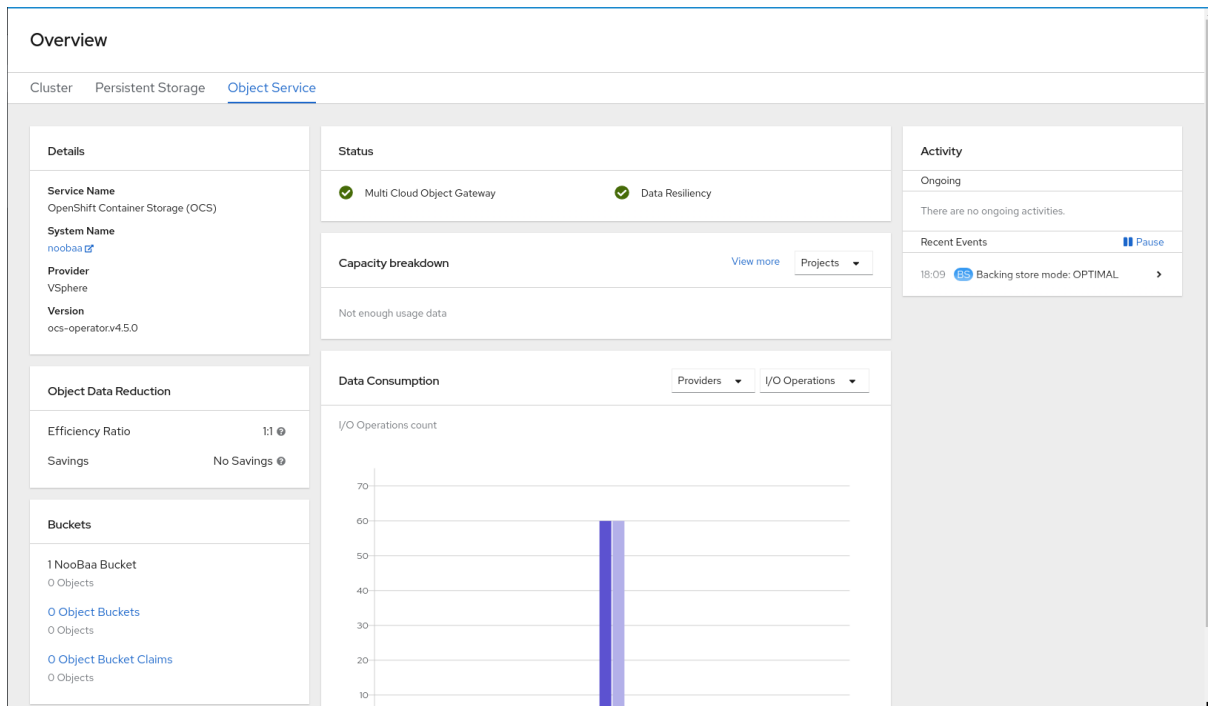 Overview
Cluster
Persistent Storage
Object Service
Details
Service Name
OpenShift Container Storage (OCS)
System Name
noobaa
Provider
VSphere
Version
ocs-operator.v4.5.0
Object Data Reduction
Efficiency Ratio
1:1
Savings
No Savings
Buckets
1 NooBaa Bucket
0 Objects
0 Object Buckets
0 Objects
0 Object Bucket Claims
0 Objects
Status
Multi Cloud Object Gateway
Data Resiliency
Capacity breakdown
View more
Projects
Not enough usage data
Data Consumption
Providers
I/O Operations
I/O Operations count
70
60
50
40
30
20
10
Activity
Ongoing
There are no ongoing activities.
Recent Events
Pause
18:09 BS Backing store mode: OPTIMAL